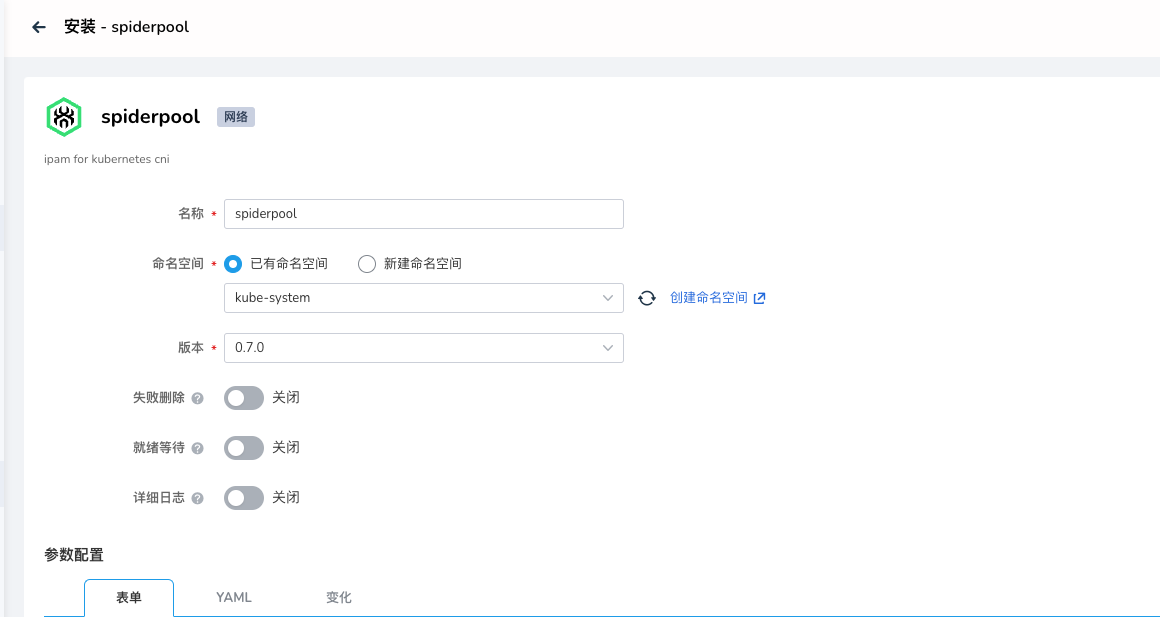 安装 - spiderpool
spiderpool 网络
ipam for kubernetes cni
名称 * spiderpool
命名空间 * 已有命名空间 新建命名空间
kube-system 创建命名空间
版本 * 0.7.0
失败删除 ? 关闭
就绪等待 ? 关闭
详细日志 ? 关闭
参数配置
表单 YAML 变化